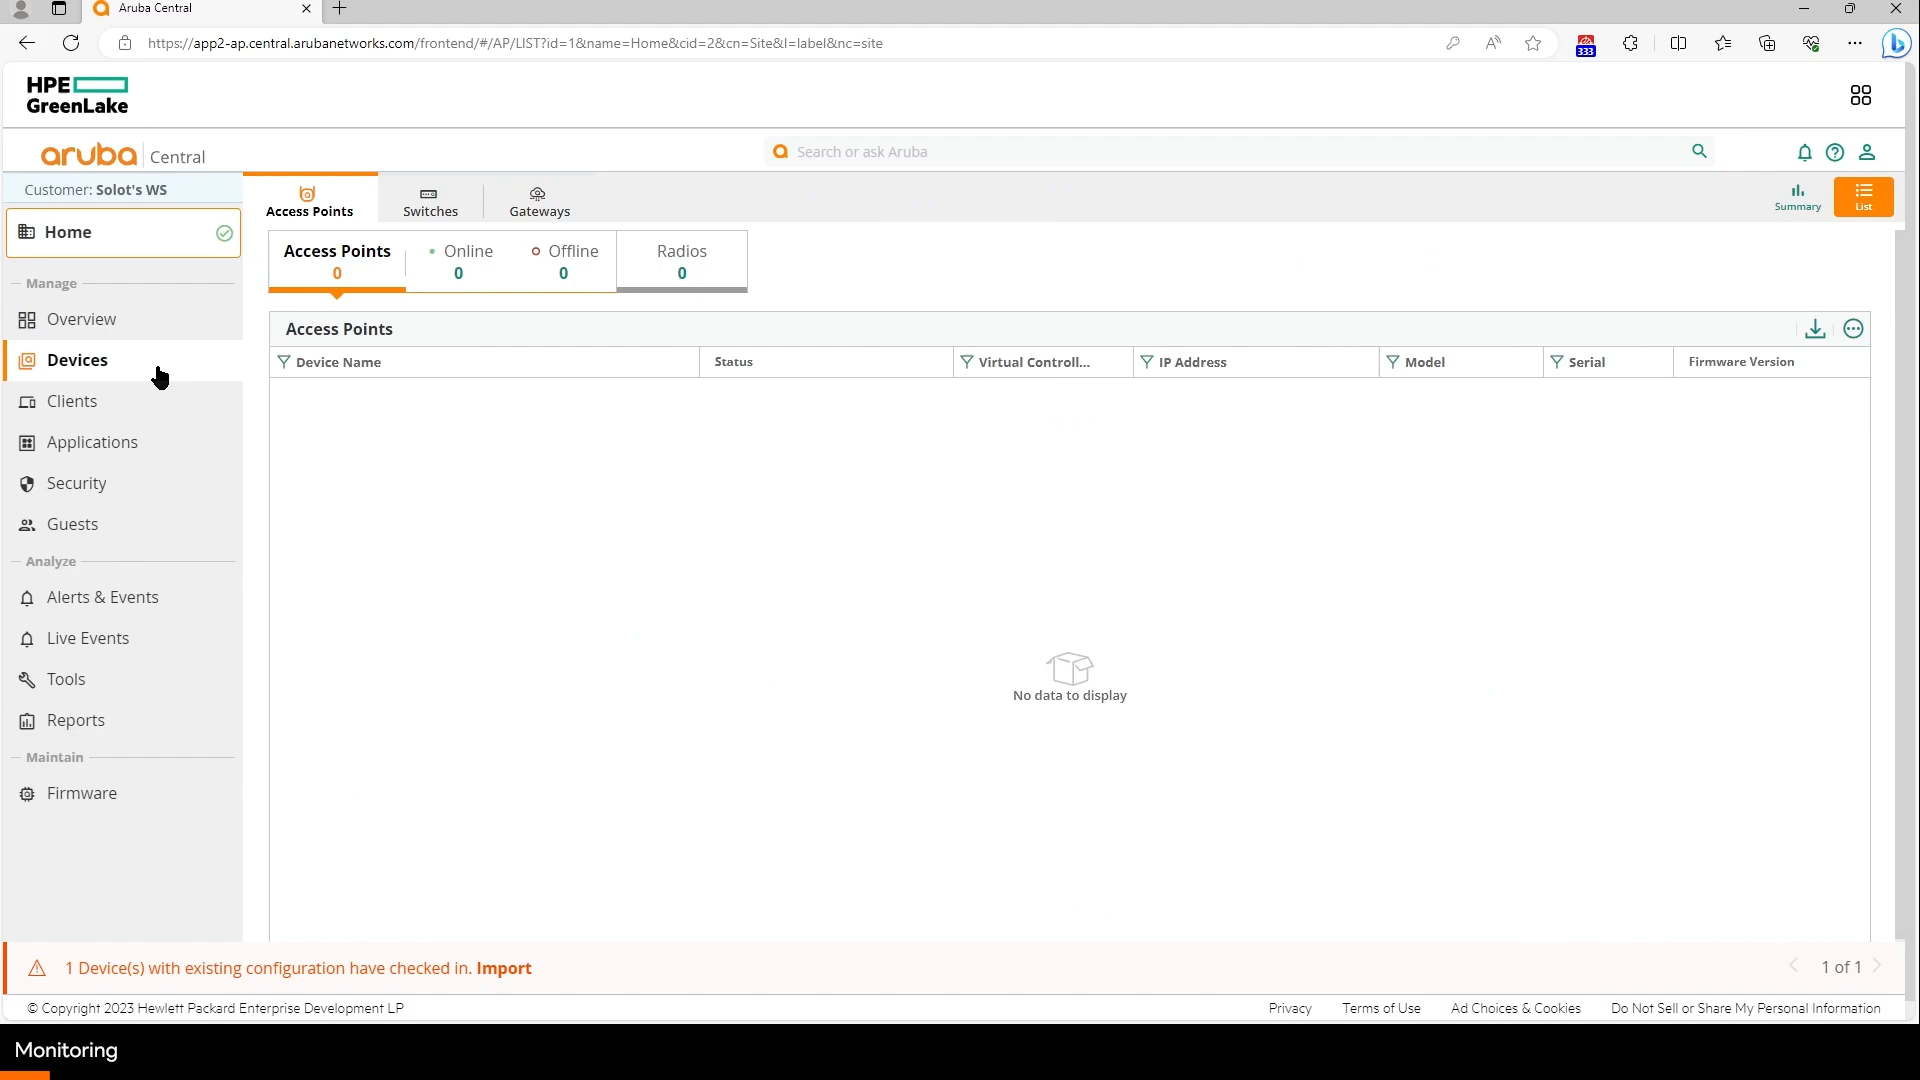 Aruba Central
https://app2-ap.central.arubanetworks.com/frontend/#/AP/LIST?id=1&name=Home&cid=2&cn=Site&l=label&nc=site
333
HPE
GreenLake
aruba Central
Search or ask Aruba
Customer: Solot's WS
Access Points
Switches
Gateways
Summary
List
Home
Access Points
0
Online
0
Offline
0
Radios
0
Manage
Overview
Devices
Clients
Applications
Security
Guests
Analyze
Alerts & Events
Live Events
Tools
Reports
Maintain
Firmware
Access Points
Device Name
Status
Virtual Controll...
IP Address
Model
Serial
Firmware Version
No data to display
1 Device(s) with existing configuration have checked in. Import
1 of 1
© Copyright 2023 Hewlett Packard Enterprise Development LP
Privacy
Terms of Use
Ad Choices & Cookies
Do Not Sell or Share My Personal Information
Monitoring